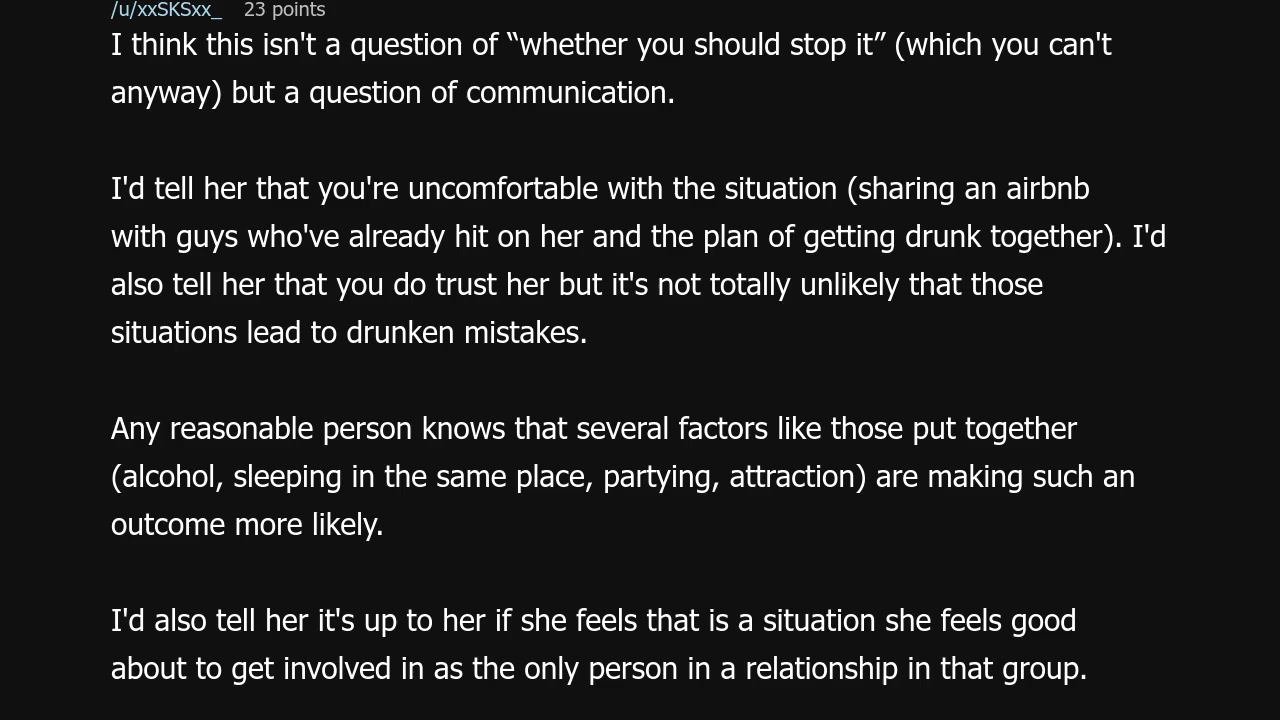 /u/xxSKSxx_ 23 points
I think this isn't a question of “whether you should stop it” (which you can't
anyway) but a question of communication.
I'd tell her that you're uncomfortable with the situation (sharing an airbnb
with guys who've already hit on her and the plan of getting drunk together). I'd
also tell her that you do trust her but it's not totally unlikely that those
situations lead to drunken mistakes.
Any reasonable person knows that several factors like those put together
(alcohol, sleeping in the same place, partying, attraction) are making such an
outcome more likely.
I'd also tell her it's up to her if she feels that is a situation she feels good
about to get involved in as the only person in a relationship in that group.